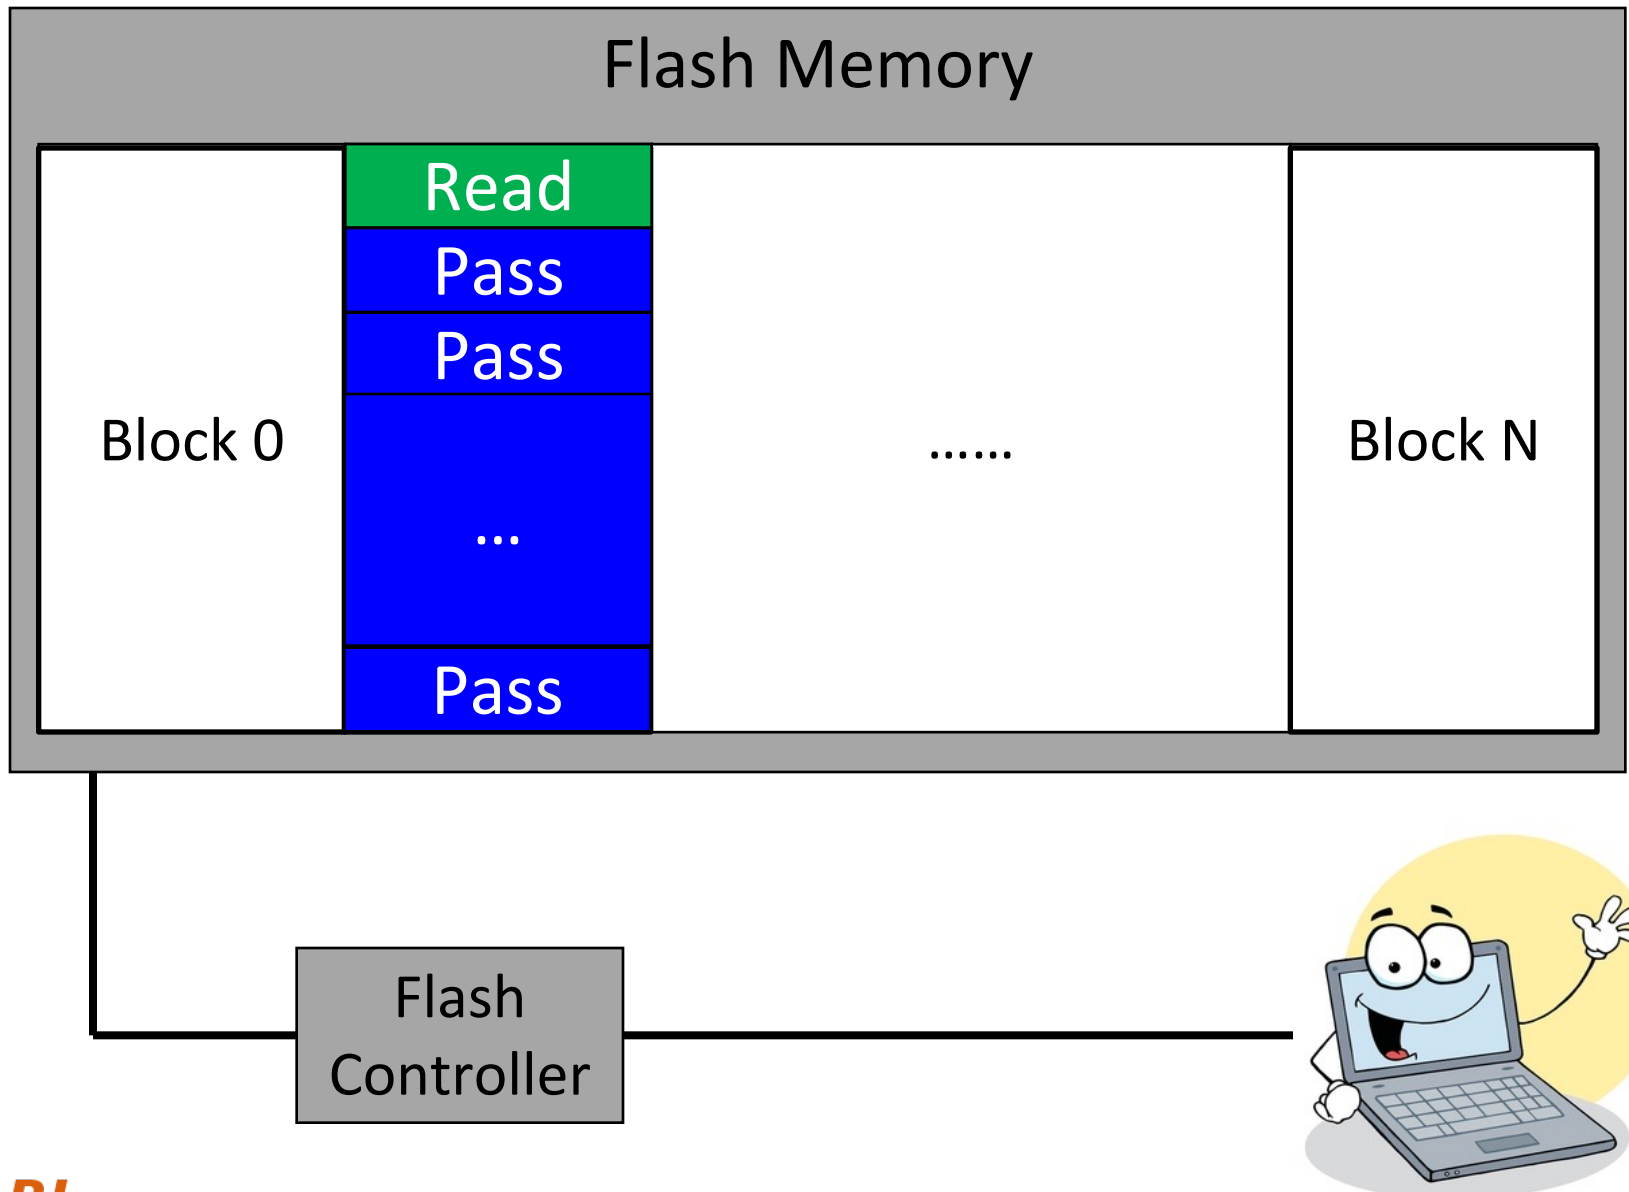 Flash Memory
Read
Pass
Pass
Block 0
……
Block N
…
Pass
Flash
Controller